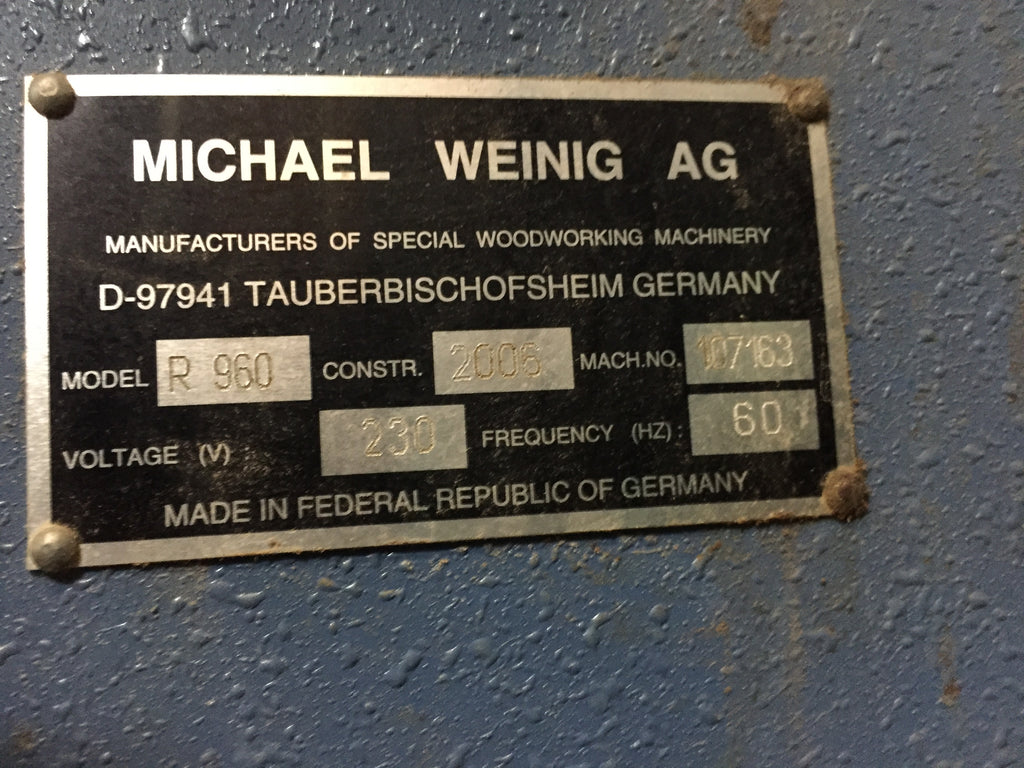 MICHAEL WEINIG AG
MANUFACTURERS OF SPECIAL WOODWORKING MACHINERY
D-97941 TAUBERBISCHOFSHEIM GERMANY
MODEL R 960 CONSTR. 2006 MACH.NO. 107163
VOLTAGE (V) : 230 FREQUENCY (HZ) : 60
MADE IN FEDERAL REPUBLIC OF GERMANY